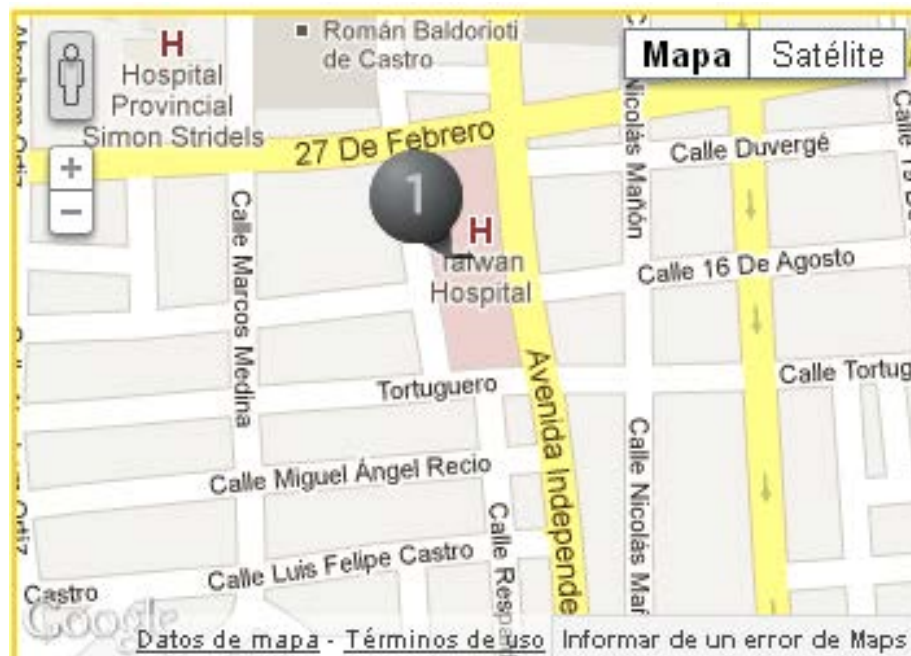 H
Hospital
Provincial
Simon Stridels
Román Baldorioti
de Castro
Mapa
Satélite
+
−
27 De Febrero
Calle Duvergé
Nicolás Mañón
1
H
Taiwan
Hospital
Calle Marcos Medina
Calle 16 De Agosto
Tortuguero
Calle Tortug
Avenida Independe
Calle Miguel Ángel Recio
Calle Nicolás Mañ
Calle Luis Felipe Castro
Calle Respa
Castro
Ortiz
Google
Datos de mapa - Términos de uso
Informar de un error de Maps